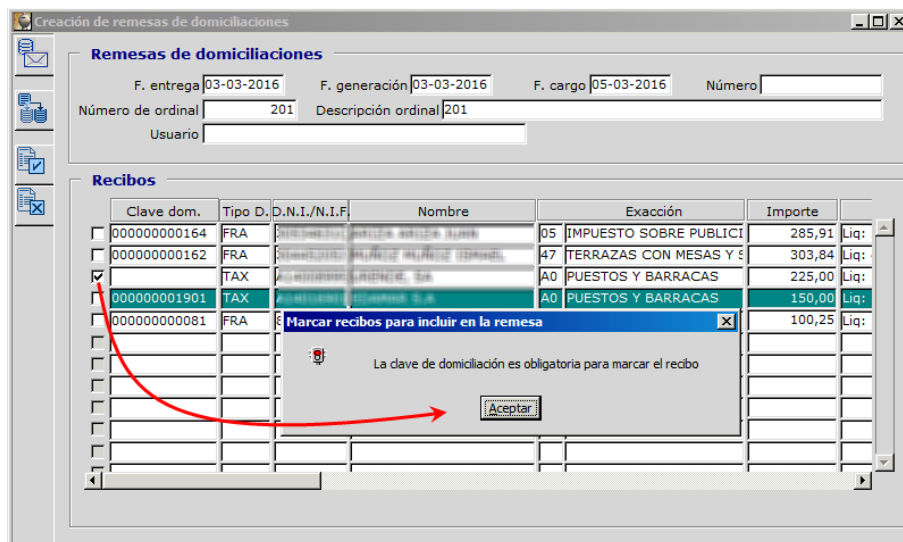 Creación de remesas de domiciliaciones
Remesas de domiciliaciones
F. entrega 03-03-2016 F. generación 03-03-2016 F. cargo 05-03-2016 Número
Número de ordinal 201 Descripción ordinal 201
Usuario
Recibos
Clave dom. Tipo D. D.N.I./N.I.F. Nombre Exacción Importe
000000000164 FRA 05 IMPUESTO SOBRE PUBLICI 285,91 Liq:
000000000162 FRA 47 TERRAZAS CON MESAS Y S 303,84 Liq:
TAX A0 PUESTOS Y BARRACAS 225,00 Liq:
000000001901 TAX A0 PUESTOS Y BARRACAS 150,00 Liq:
000000000081 FRA 8 100,25 Liq:
Marcar recibos para incluir en la remesa
La clave de domiciliación es obligatoria para marcar el recibo
Aceptar